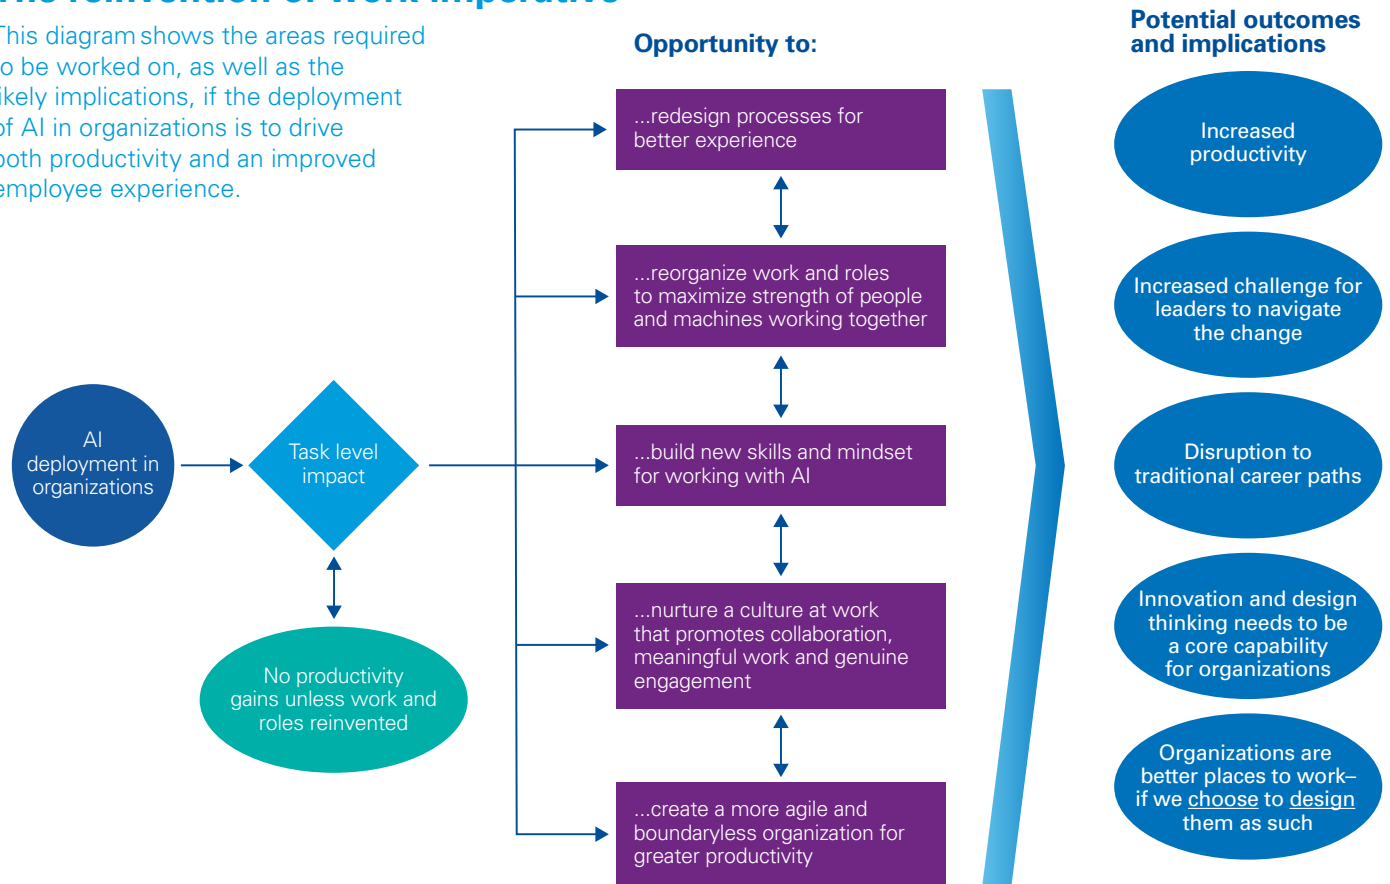 This reinvention of work imperative
This diagram shows the areas required
to be worked on, as well as the
likely implications, if the deployment
of AI in organizations is to drive
both productivity and an improved
employee experience.
Opportunity to:
Potential outcomes
and implications
...redesign processes for
better experience
...reorganize work and roles
to maximize strength of people
and machines working together
...build new skills and mindset
for working with AI
...nurture a culture at work
that promotes collaboration,
meaningful work and genuine
engagement
...create a more agile and
boundaryless organization for
greater productivity
AI
deployment in
organizations
Task level
impact
No productivity
gains unless work and
roles reinvented
Increased
productivity
Increased challenge for
leaders to navigate
the change
Disruption to
traditional career paths
Innovation and design
thinking needs to be
a core capability
for organizations
Organizations are
better places to work–
if we choose to design
them as such